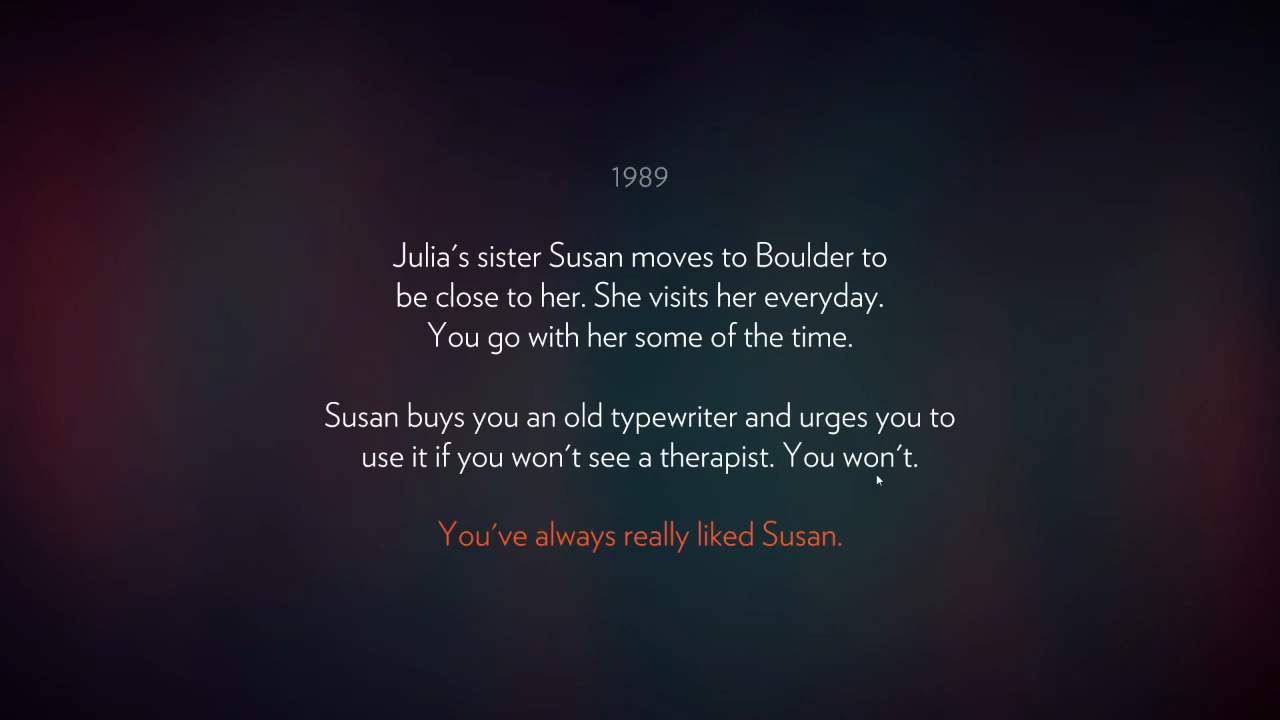 1989
Julia's sister Susan moves to Boulder to
be close to her. She visits her everyday.
You go with her some of the time.
Susan buys you an old typewriter and urges you to
use it if you won't see a therapist. You won't.
You've always really liked Susan.